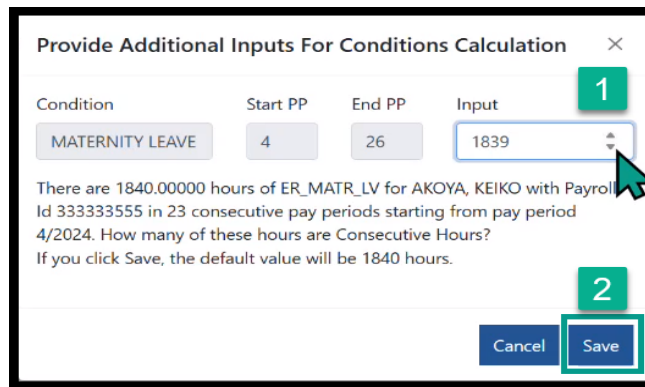 Provide Additional Inputs For Conditions Calculation ×
1
Condition Start PP End PP Input
MATERNITY LEAVE 4 26 1839
There are 1840.00000 hours of ER_MATR_LV for AKOYA, KEIKO with Payroll
Id 333333555 in 23 consecutive pay periods starting from pay period
4/2024. How many of these hours are Consecutive Hours?
If you click Save, the default value will be 1840 hours.
2
Cancel Save